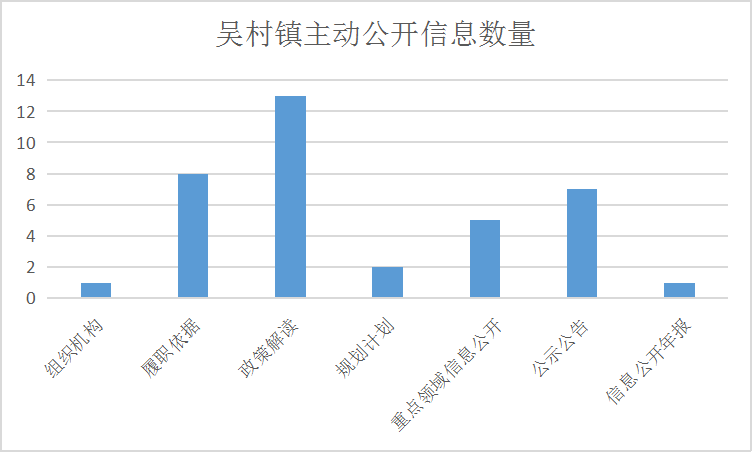 吴村镇主动公开信息数量
14
12
10
8
6
4
2
0
组织机构
履职依据
政策解读
规划计划
重点领域信息公开
公示公告
信息公开年报